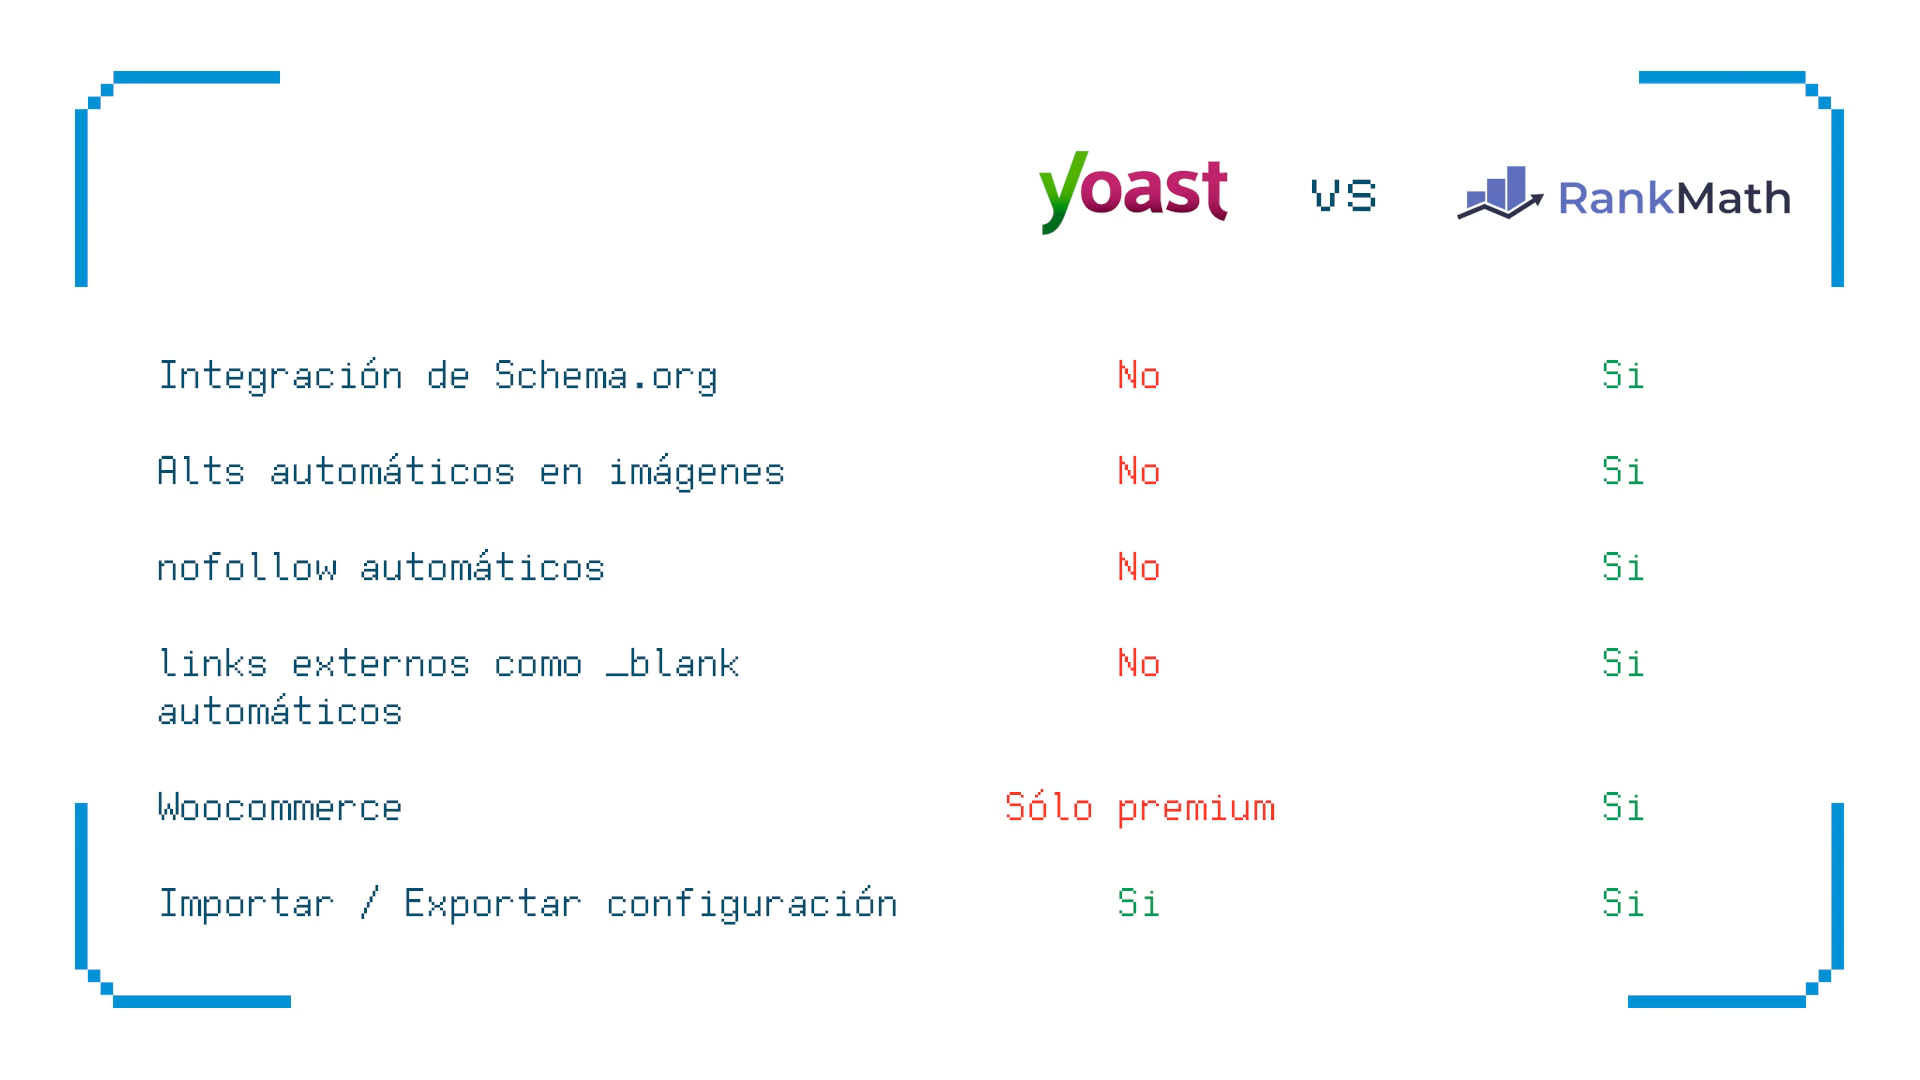 yoast vs RankMath
Integración de Schema.org No Si
Alts automáticos en imágenes No Si
nofollow automáticos No Si
links externos como _blank No Si
automáticos
Woocommerce Sólo premium Si
Importar / Exportar configuración Si Si